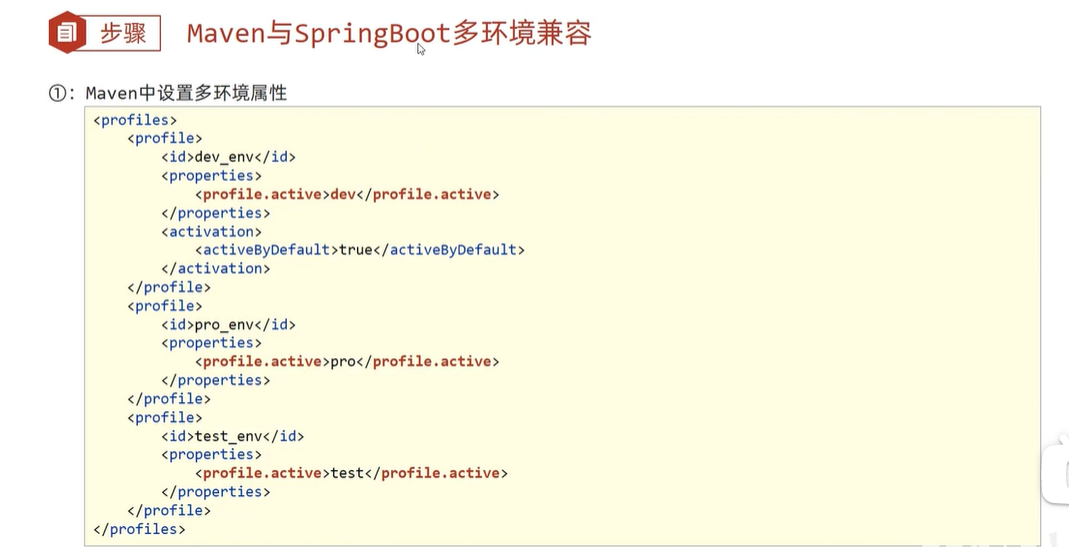 步骤 Maven与SpringBoot多环境兼容
①：Maven中设置多环境属性
<profiles>
    <profile>
        <id>dev_env</id>
        <properties>
            <profile.active>dev</profile.active>
        </properties>
        <activation>
            <activeByDefault>true</activeByDefault>
        </activation>
    </profile>
    <profile>
        <id>pro_env</id>
        <properties>
            <profile.active>pro</profile.active>
        </properties>
    </profile>
    <profile>
        <id>test_env</id>
        <properties>
            <profile.active>test</profile.active>
        </properties>
    </profile>
</profiles>